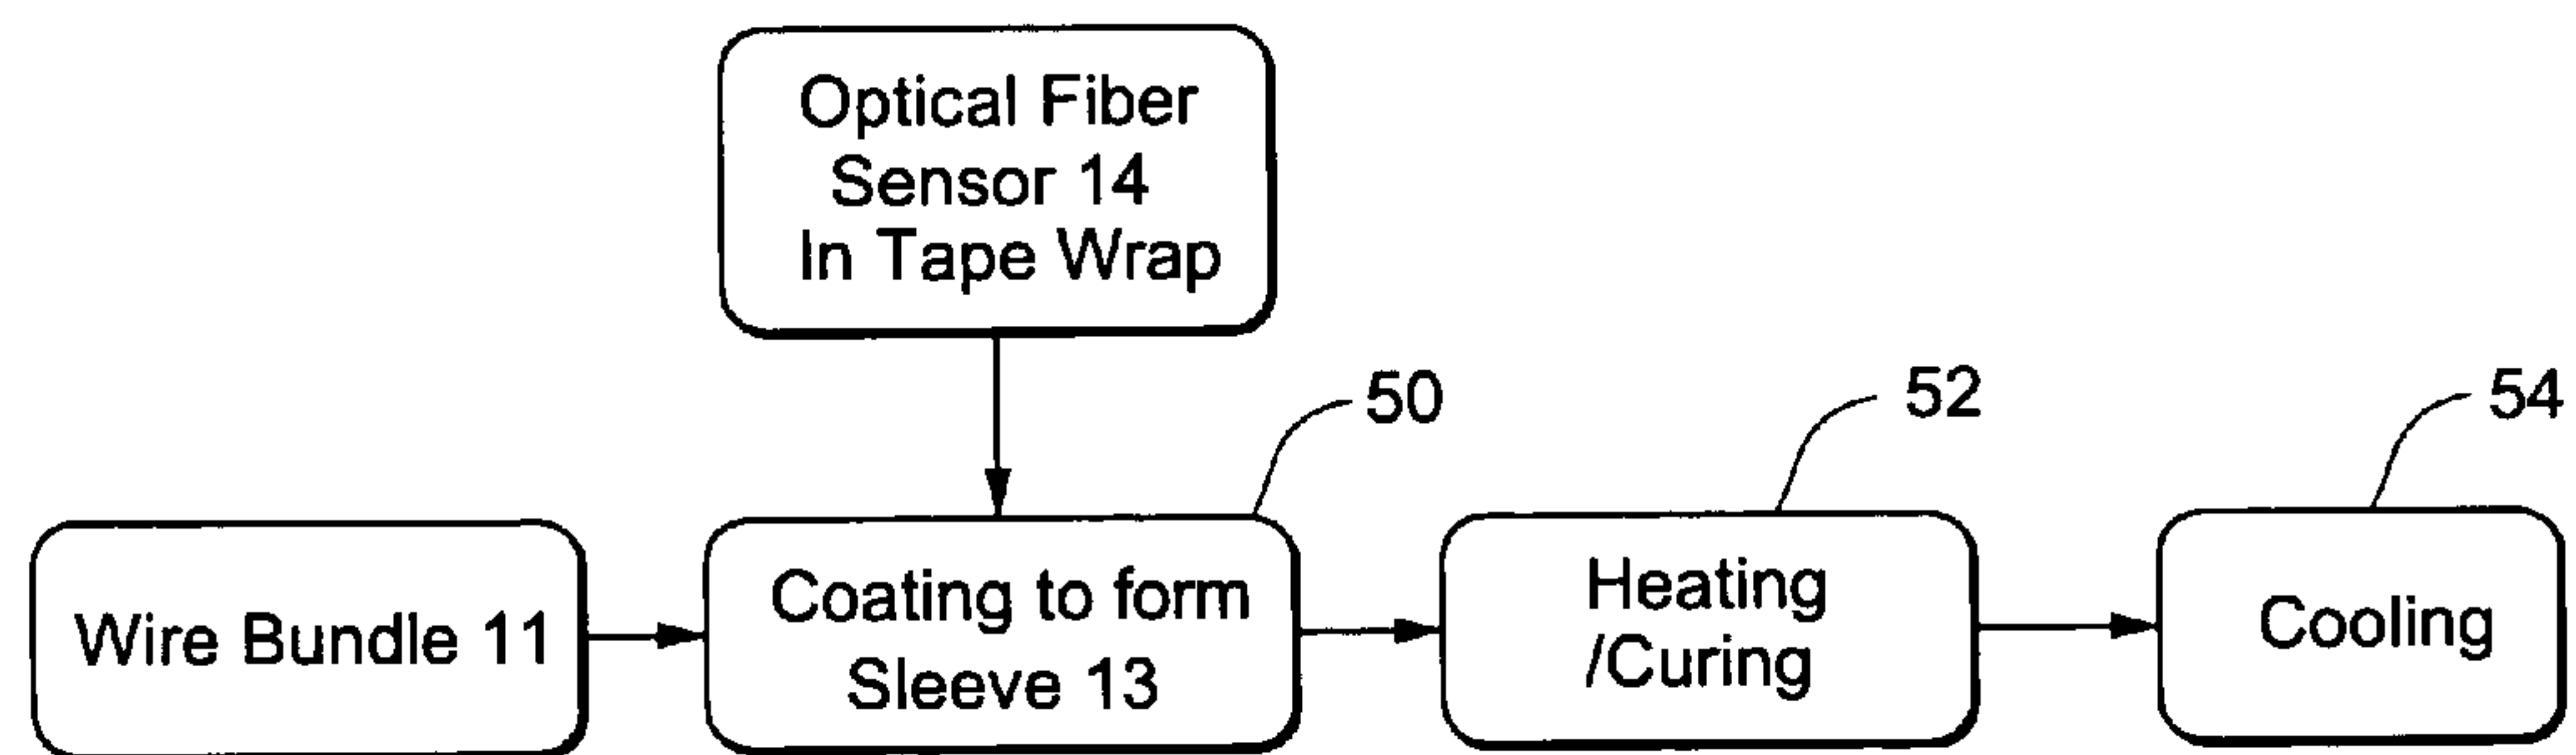 Optical Fiber
Sensor 14
In Tape Wrap
50
52
54
Wire Bundle 11
Coating to form
Sleeve 13
Heating
/Curing
Cooling